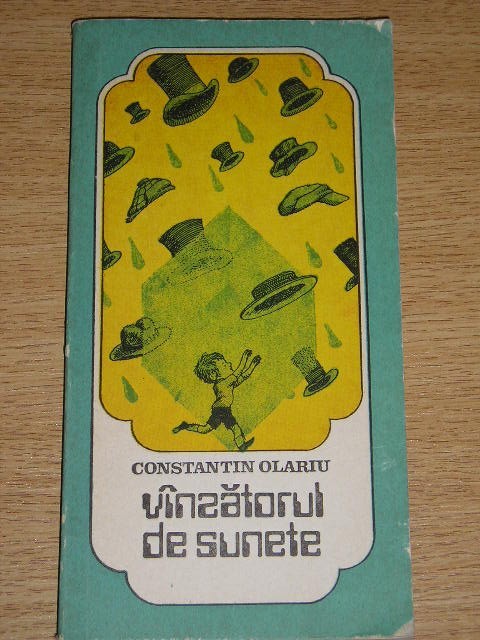 CONSTANTIN OLARIU
vînzătorul
de sunete